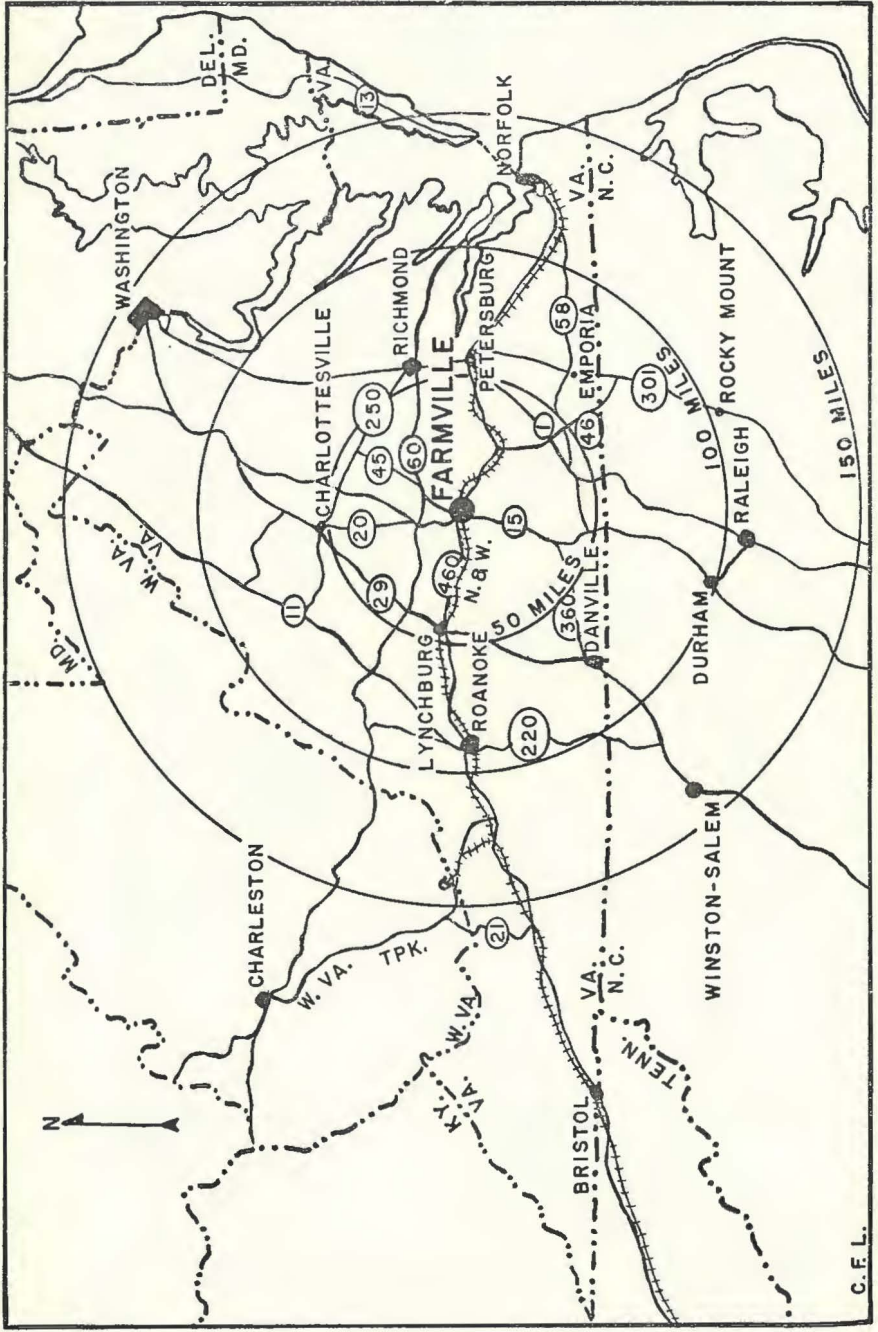 N
DEL.
MD.
VA.
13
WASHINGTON
NORFOLK
VA.
N.C.
CHARLOTTESVILLE
RICHMOND
PETERSBURG
FARMVILLE
250
45
60
20
29
11
460
N. & W.
15
1
46
58
EMPORIA
301
50 MILES
100 MILES
150 MILES
ROCKY MOUNT
RALEIGH
DURHAM
360
DANVILLE
LYNCHBURG
ROANOKE
220
WINSTON-SALEM
W. VA.
VA.
MD.
CHARLESTON
W. VA. TPK.
21
W. VA.
KY.
VA.
VA.
N.C.
TENN.
BRISTOL
C.F.L.